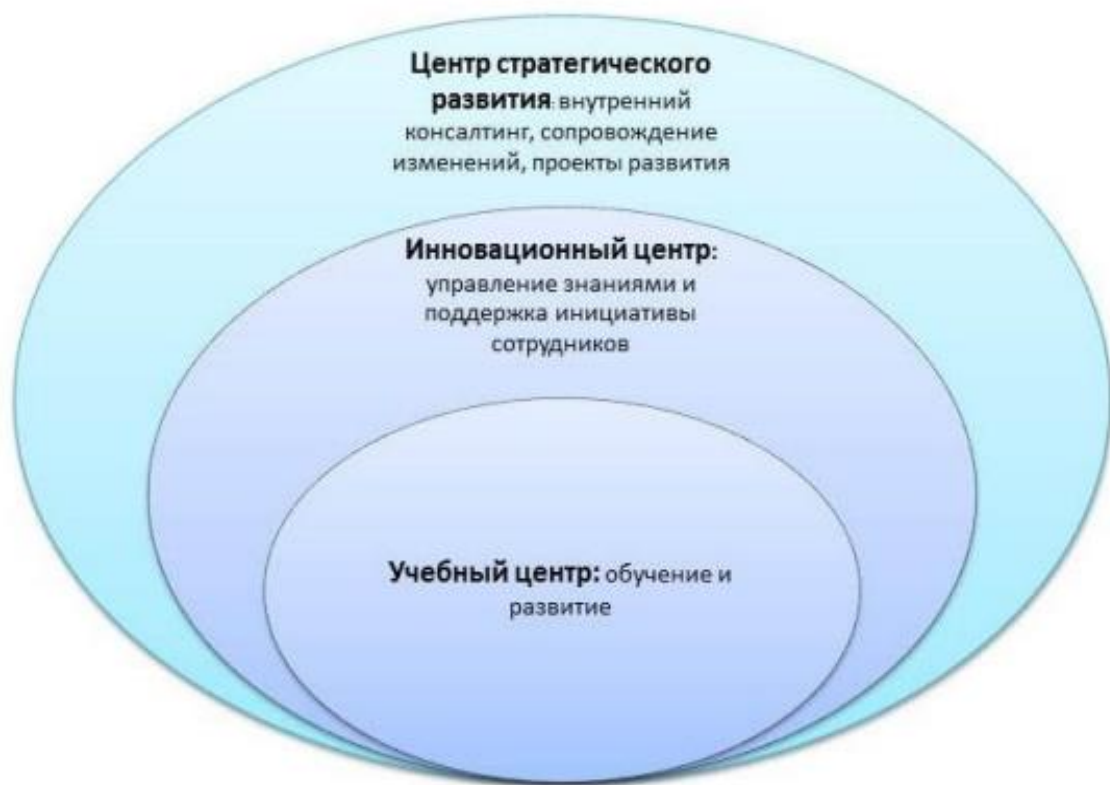 Центр стратегического
развития: внутренний
консалтинг, сопровождение
изменений, проекты развития
Инновационный центр:
управление знаниями и
поддержка инициативы
сотрудников
Учебный центр: обучение и
развитие